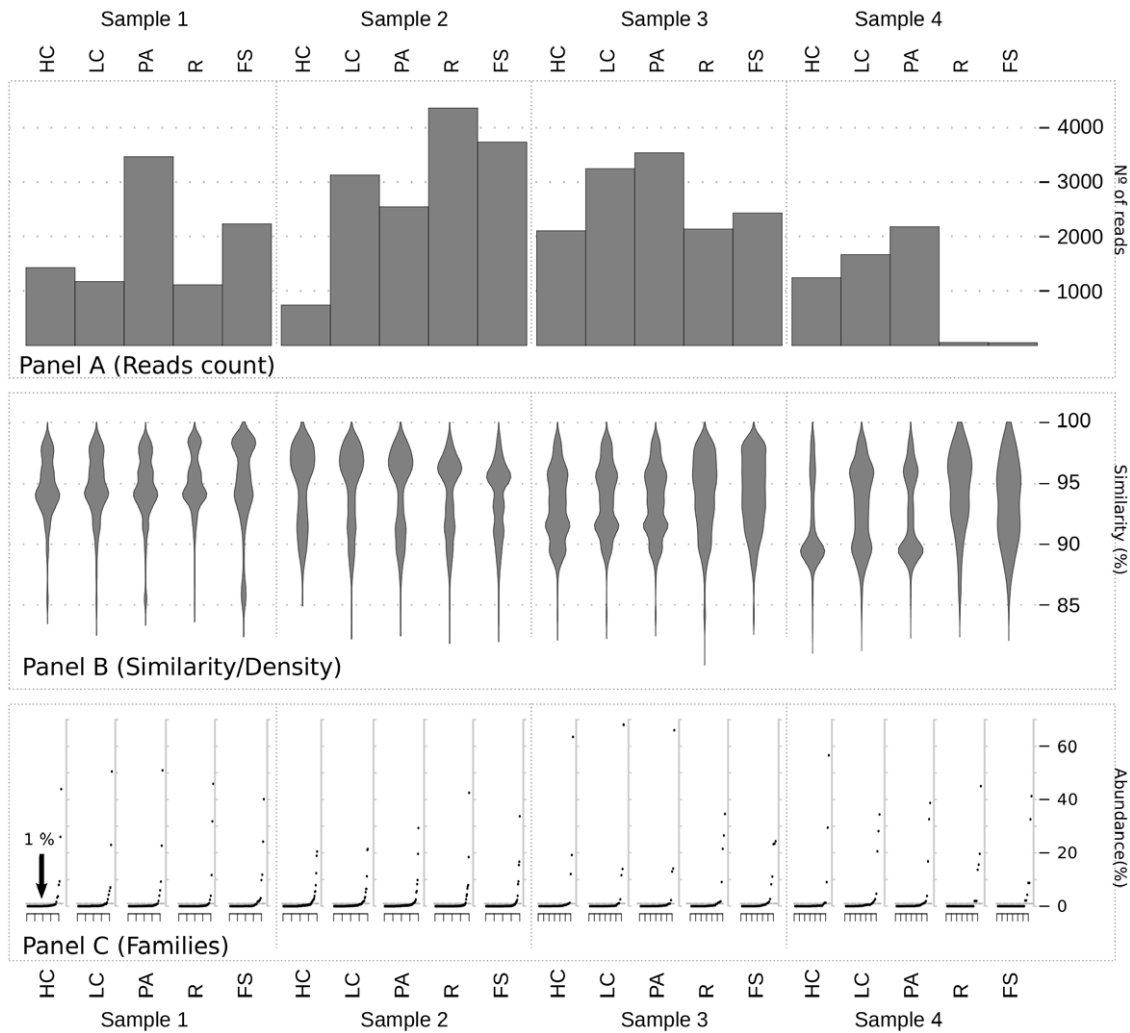 Sample 1 Sample 2 Sample 3 Sample 4
HC LC PA R FS HC LC PA R FS HC LC PA R FS HC LC PA R FS
4000
3000
2000
1000
Nº of reads
Panel A (Reads count)
100
95
90
85
Similarity (%)
Panel B (Similarity/Density)
60
40
20
0
Abundance(%)
1 %
Panel C (Families)
HC LC PA R FS HC LC PA R FS HC LC PA R FS HC LC PA R FS
Sample 1 Sample 2 Sample 3 Sample 4